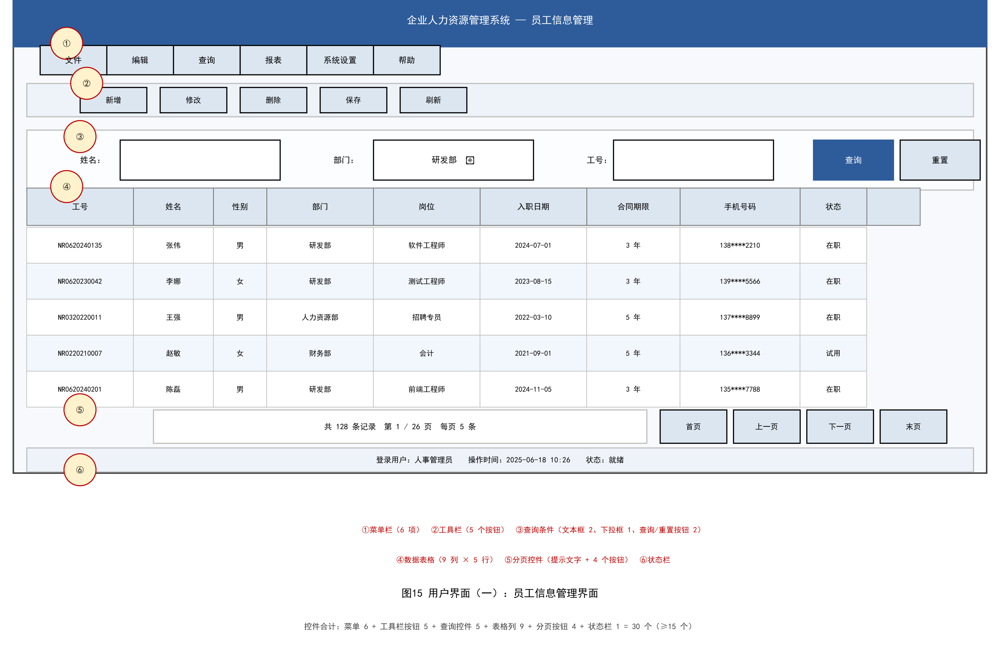 企业人力资源管理系统 — 员工信息管理
①
文件 编辑 查询 报表 系统设置 帮助
②
新增 修改 删除 保存 刷新
③
姓名： 部门： 研发部 工号： 查询 重置
④
工号 姓名 性别 部门 岗位 入职日期 合同期限 手机号码 状态
NR0620240135 张伟 男 研发部 软件工程师 2024-07-01 3 年 138****2210 在职
NR0620230042 李娜 女 研发部 测试工程师 2023-08-15 3 年 139****5566 在职
NR0320220011 王强 男 人力资源部 招聘专员 2022-03-10 5 年 137****8899 在职
NR0220210007 赵敏 女 财务部 会计 2021-09-01 5 年 136****3344 试用
NR0620240201 陈磊 男 研发部 前端工程师 2024-11-05 3 年 135****7788 在职
⑤
共 128 条记录 第 1 / 26 页 每页 5 条 首页 上一页 下一页 末页
登录用户：人事管理员 操作时间：2025-06-18 10:26 状态：就绪
⑥
①菜单栏（6 项） ②工具栏（5 个按钮） ③查询条件（文本框 2、下拉框 1、查询/重置按钮 2）
④数据表格（9 列 × 5 行） ⑤分页控件（提示文字 + 4 个按钮） ⑥状态栏
图15 用户界面（一）：员工信息管理界面
控件合计：菜单 6 + 工具栏按钮 5 + 查询控件 5 + 表格列 9 + 分页按钮 4 + 状态栏 1 = 30 个（≥15 个）